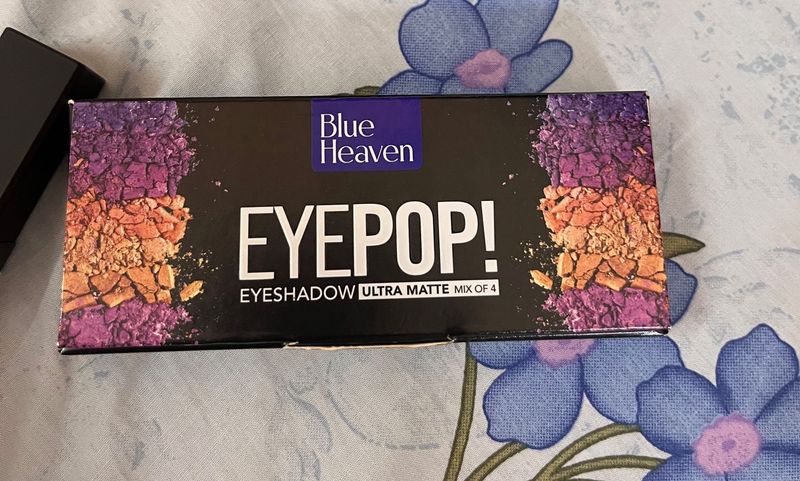 Blue
Heaven
EYEPOP!
EYESHADOW ULTRA MATTE MIX OF 4